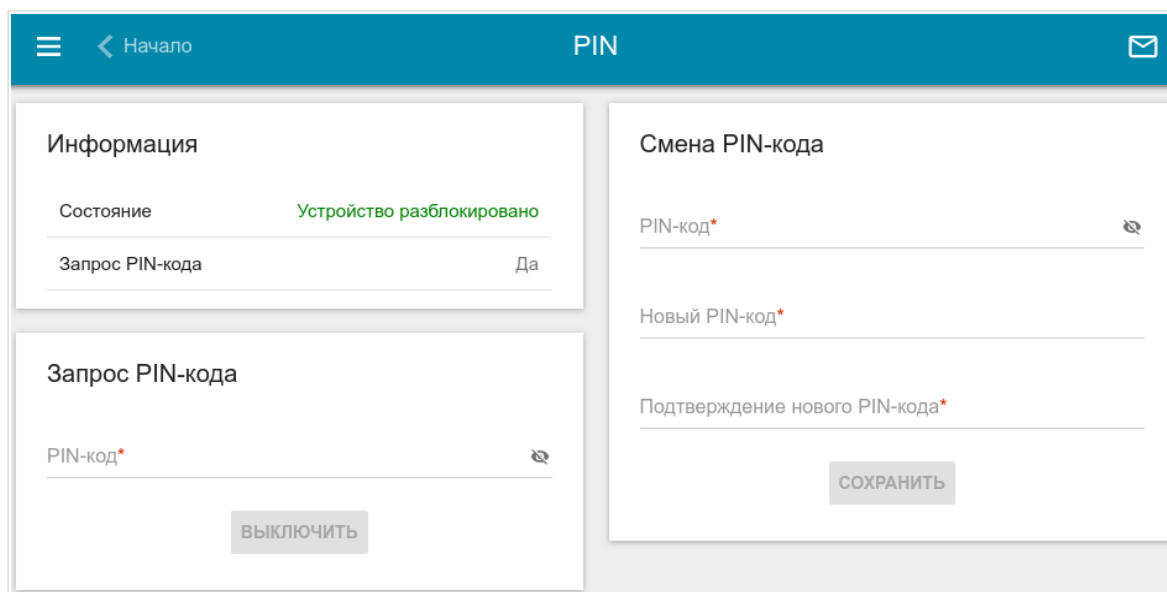 Начало
PIN
Информация
Состояние Устройство разблокировано
Запрос PIN-кода Да
Запрос PIN-кода
PIN-код*
ВЫКЛЮЧИТЬ
Смена PIN-кода
PIN-код*
Новый PIN-код*
Подтверждение нового PIN-кода*
СОХРАНИТЬ